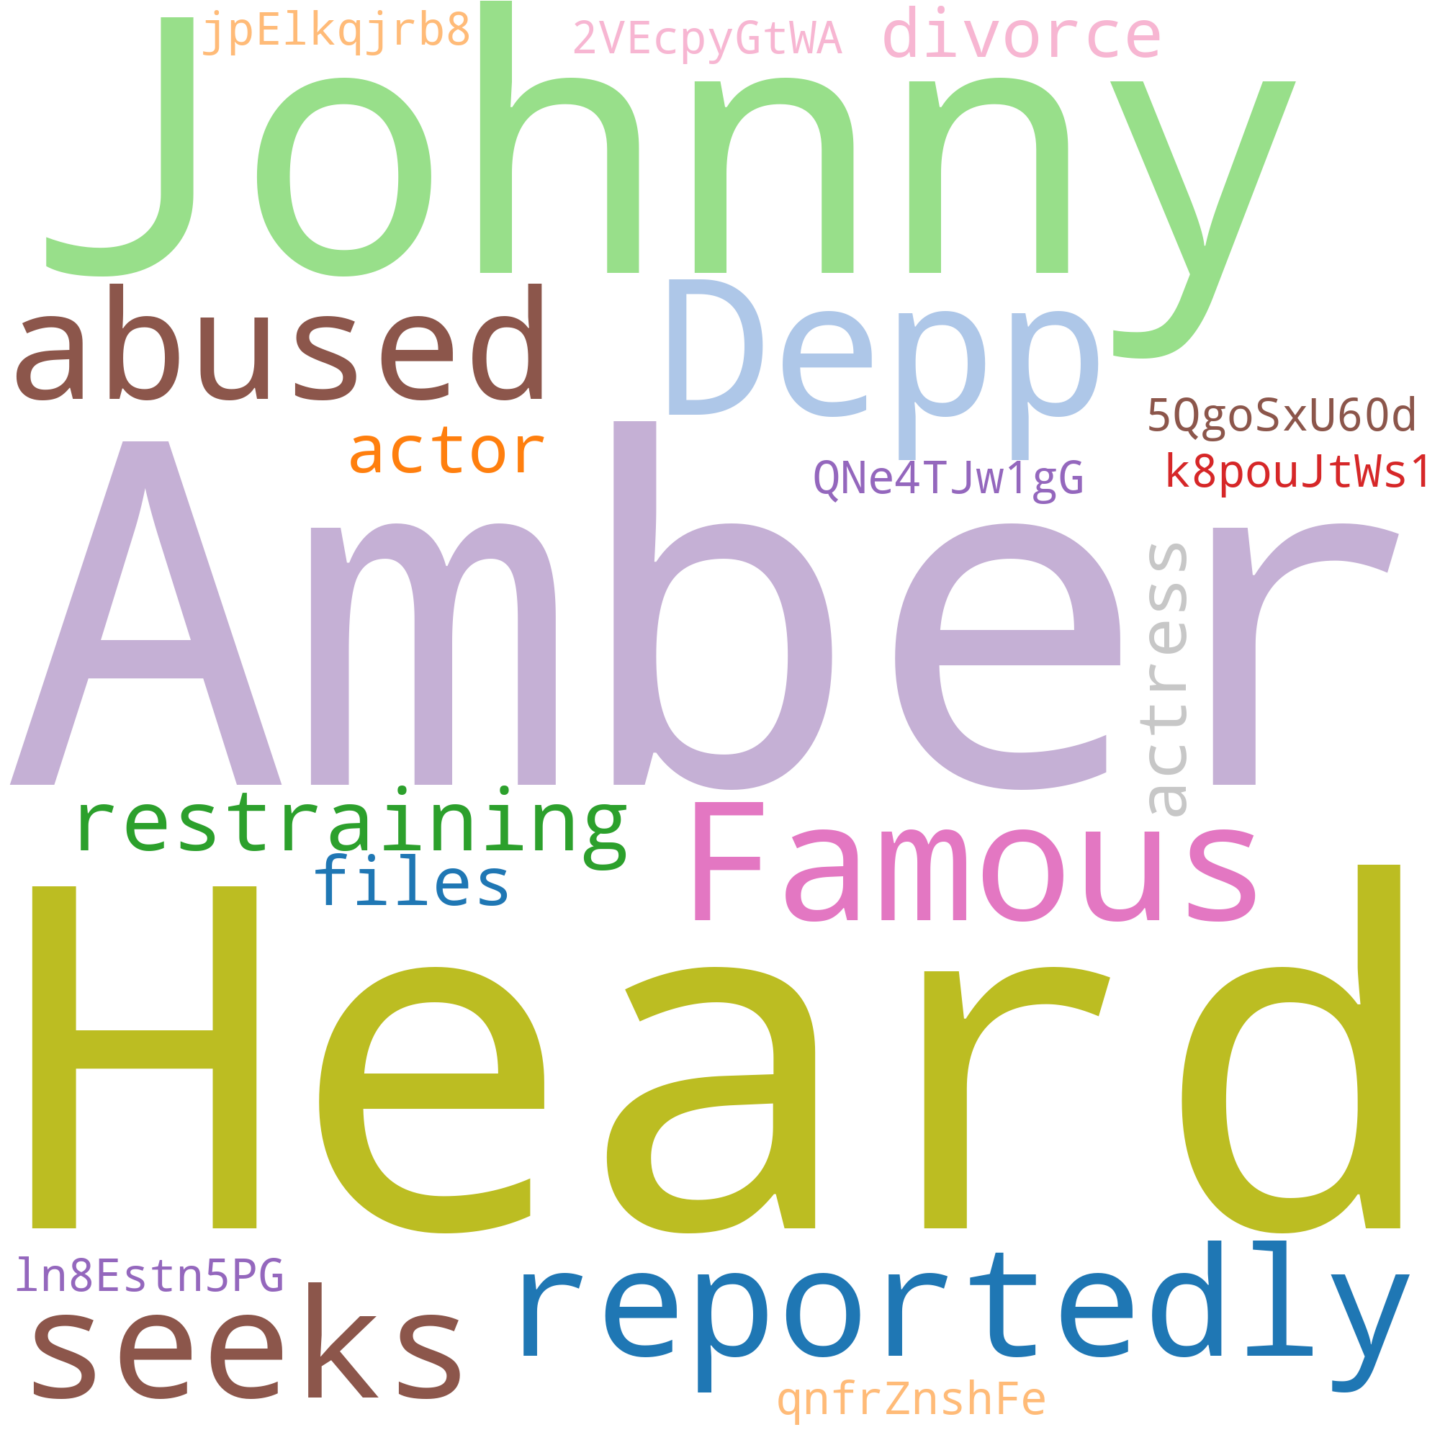 jpElkqjrb8 2VEcpyGtWA divorce
Johnny
abused Depp
5QgoSxU60d
actor QNe4TJw1gG k8pouJtWs1
Amber
actress
restraining Famous
files
Heard
ln8Estn5PG reportedly
seeks
qnfrZnshFe